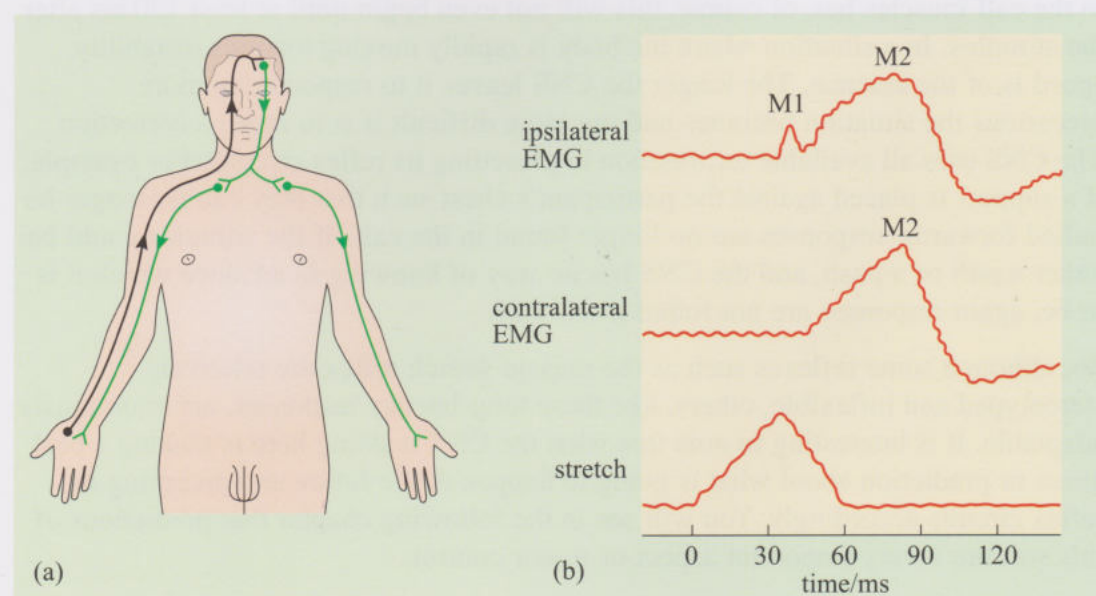 M2
M1
ipsilateral
EMG
M2
contralateral
EMG
stretch
0 30 60 90 120
time/ms
(a)
(b)